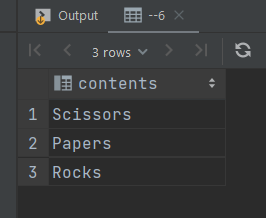 Output
--6
3 rows
contents
1 Scissors
2 Papers
3 Rocks